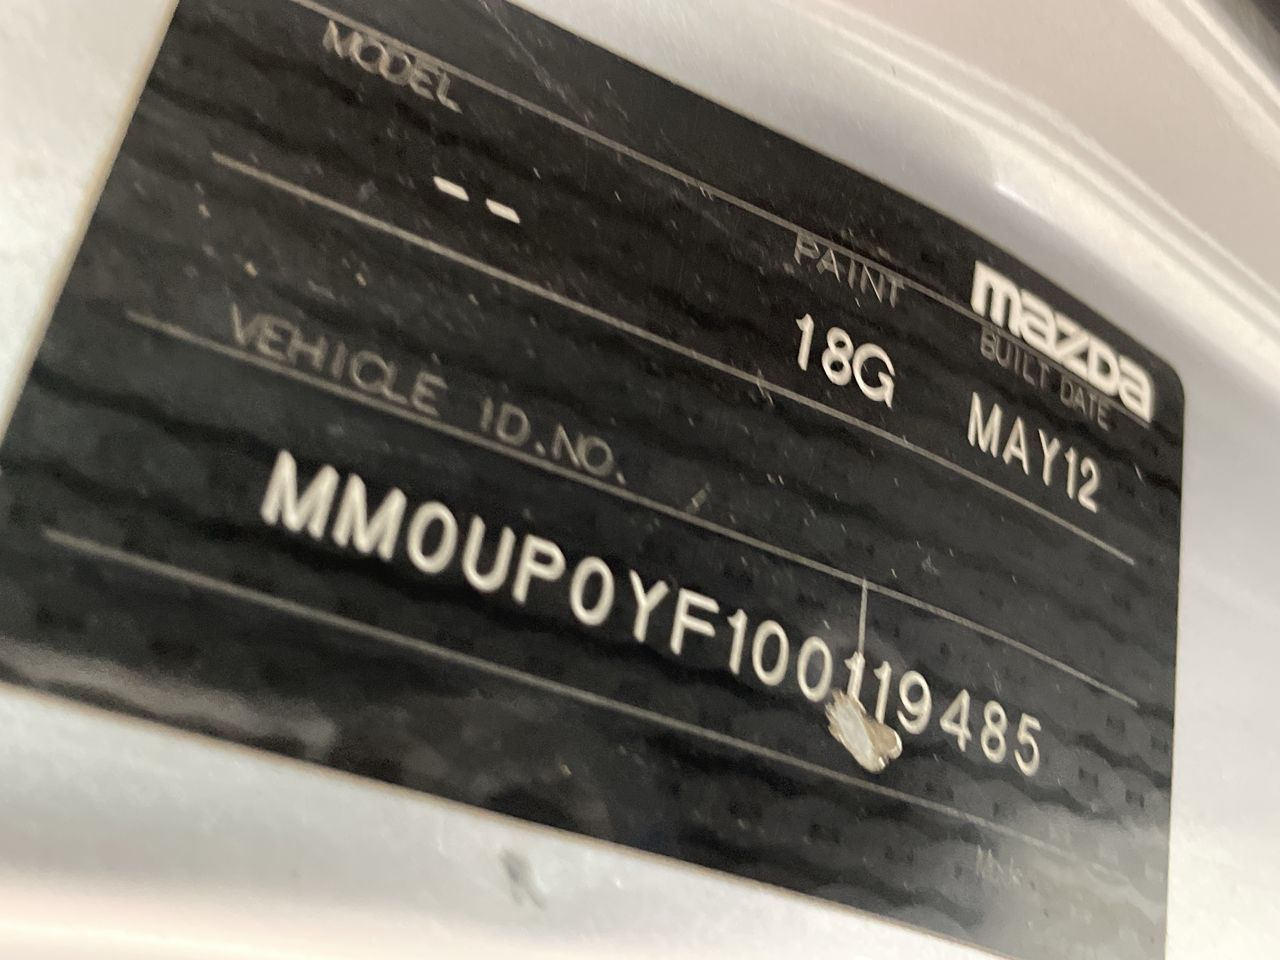 MODEL
--
PAINT
18G
mazda
BUILT DATE
MAY12
VEHICLE ID.NO.
MM0UP0YF100119485